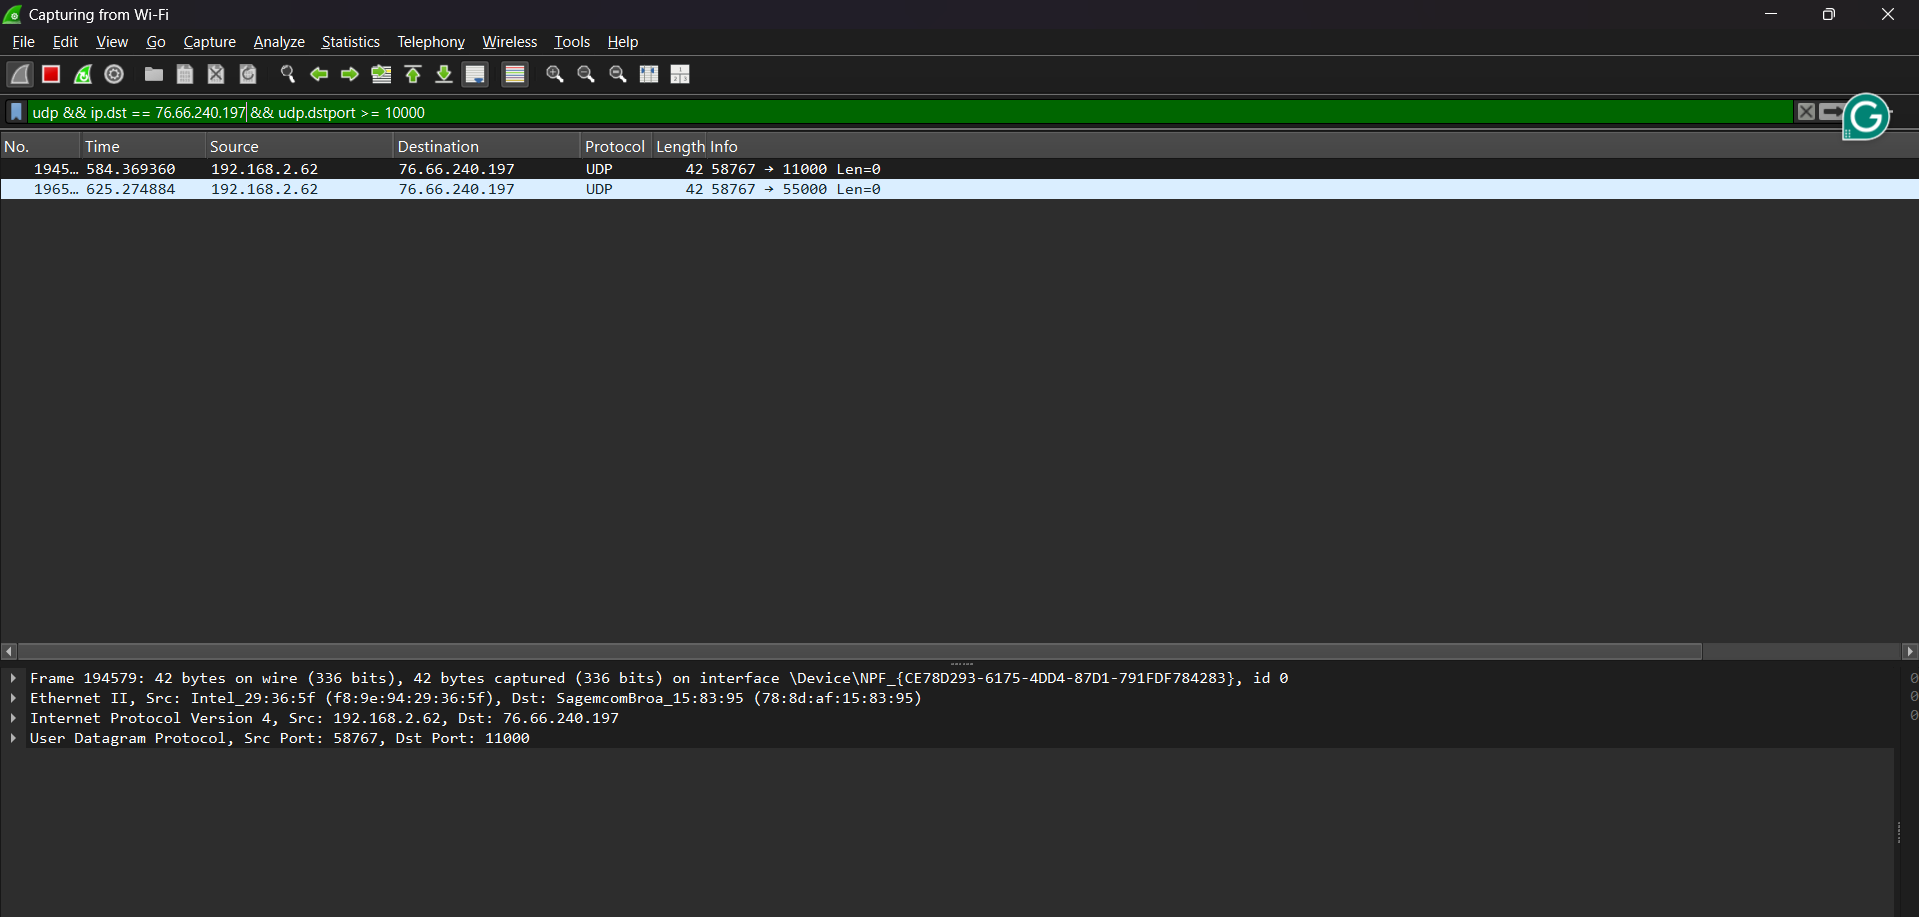 Capturing from Wi-Fi
File Edit View Go Capture Analyze Statistics Telephony Wireless Tools Help
udp && ip.dst == 76.66.240.197 && udp.dstport >= 10000
No. Time Source Destination Protocol Length Info
1945… 584.369360 192.168.2.62 76.66.240.197 UDP 42 58767 → 11000 Len=0
1965… 625.274884 192.168.2.62 76.66.240.197 UDP 42 58767 → 55000 Len=0
Frame 194579: 42 bytes on wire (336 bits), 42 bytes captured (336 bits) on interface \Device\NPF_{CE78D293-6175-4DD4-87D1-791FDF784283}, id 0
Ethernet II, Src: Intel_29:36:5f (f8:9e:94:29:36:5f), Dst: SagemcomBroa_15:83:95 (78:8d:af:15:83:95)
Internet Protocol Version 4, Src: 192.168.2.62, Dst: 76.66.240.197
User Datagram Protocol, Src Port: 58767, Dst Port: 11000
0
0
0